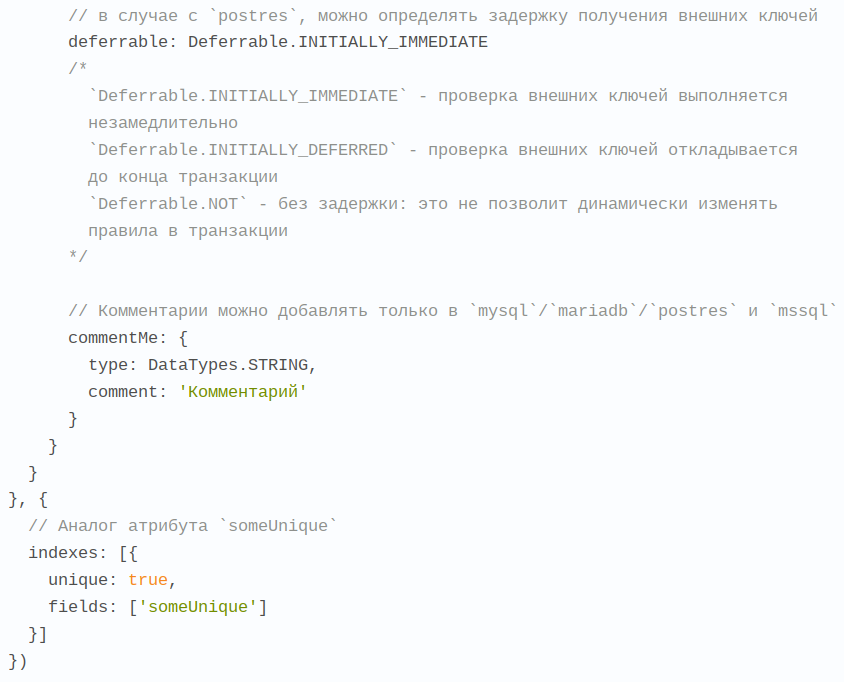 // в случае с `postres`, можно определять задержку получения внешних ключей
deferrable: Deferrable.INITIALLY_IMMEDIATE
/*
`Deferrable.INITIALLY_IMMEDIATE` - проверка внешних ключей выполняется
незамедлительно
`Deferrable.INITIALLY_DEFERRED` - проверка внешних ключей откладывается
до конца транзакции
`Deferrable.NOT` - без задержки: это не позволит динамически изменять
правила в транзакции
*/
// Комментарии можно добавлять только в `mysql`/`mariadb`/`postres` и `mssql`
commentMe: {
type: DataTypes.STRING,
comment: 'Комментарий'
}
}
}
}, {
// Аналог атрибута `someUnique`
indexes: [{
unique: true,
fields: ['someUnique']
}]
})